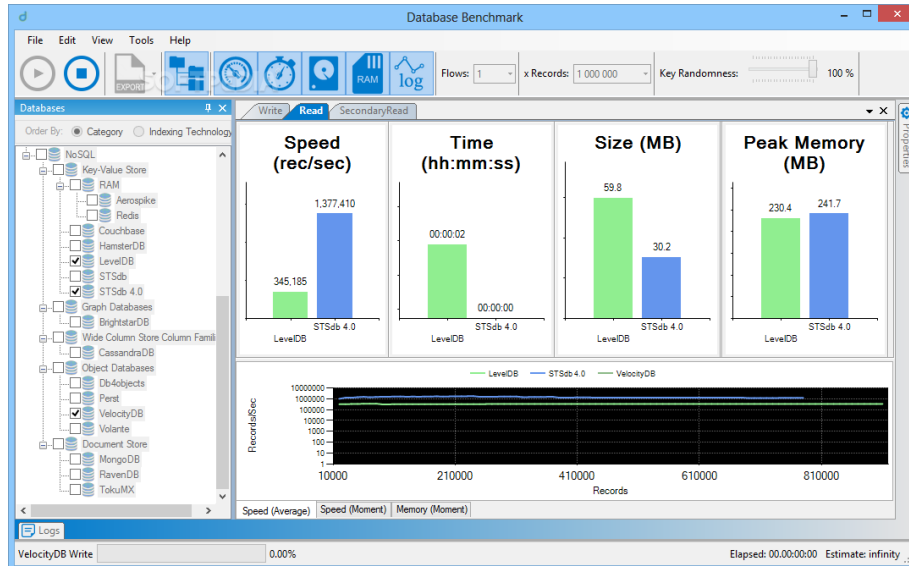 Database Benchmark
File Edit View Tools Help
EXPORT
RAM
log
Flows: 1
x Records: 1 000 000
Key Randomness:
100 %
Databases
Order By: Category Indexing Technology
NoSQL
Key-Value Store
RAM
Aerospike
Redis
Couchbase
HamsterDB
LevelDB
STSdb
STSdb 4.0
Graph Databases
BrightstarDB
Wide Column Store Column Famili
CassandraDB
Object Databases
Db4objects
Perst
VelocityDB
Volante
Document Store
MongoDB
RavenDB
TokuMX
Write Read SecondaryRead
Properties
Speed
(rec/sec)
1,377,410
345,185
STSdb 4.0
LevelDB
Time
(hh:mm:ss)
00:00:02
00:00:00
STSdb 4.0
LevelDB
Size (MB)
59.8
30.2
STSdb 4.0
LevelDB
Peak Memory
(MB)
230.4
241.7
STSdb 4.0
LevelDB
LevelDB STSdb 4.0 VelocityDB
Records/Sec
10000000
1000000
100000
10000
1000
100
10
1
10000 210000 410000 610000 810000
Records
Speed (Average) Speed (Moment) Memory (Moment)
Logs
VelocityDB Write 0.00% Elapsed: 00.00:00:00 Estimate: infinity